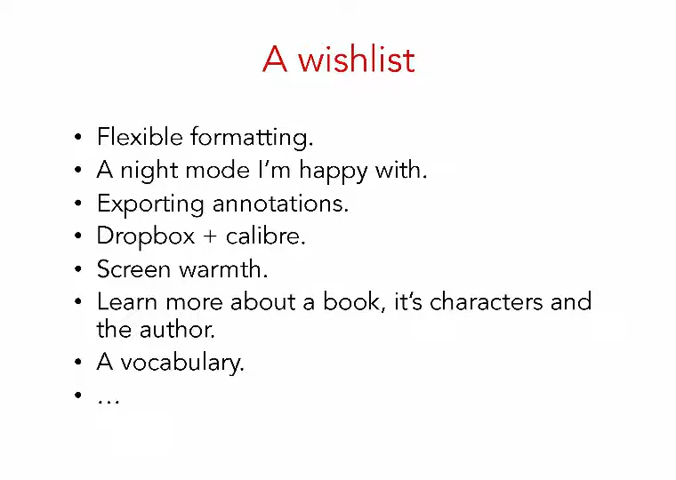 A wishlist
• Flexible formatting.
• A night mode I'm happy with.
• Exporting annotations.
• Dropbox + calibre.
• Screen warmth.
• Learn more about a book, it's characters and
the author.
• A vocabulary.
• ...